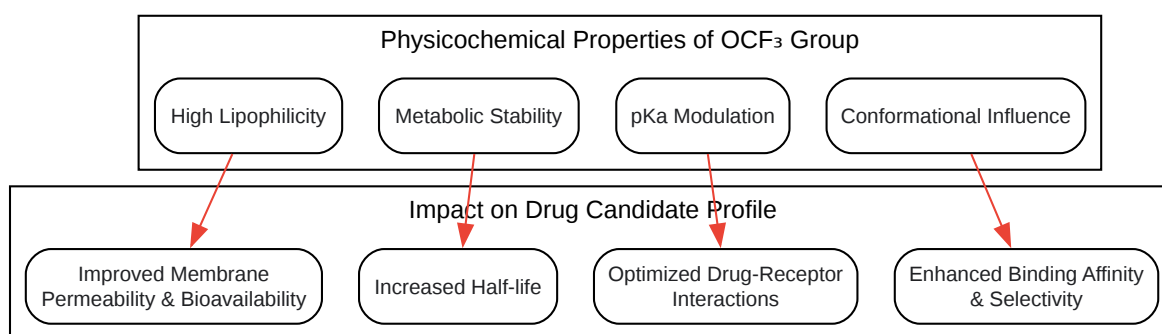 Physicochemical Properties of OCF₃ Group
High Lipophilicity
Metabolic Stability
pKa Modulation
Conformational Influence
Impact on Drug Candidate Profile
Improved Membrane
Permeability & Bioavailability
Increased Half-life
Optimized Drug-Receptor
Interactions
Enhanced Binding Affinity
& Selectivity